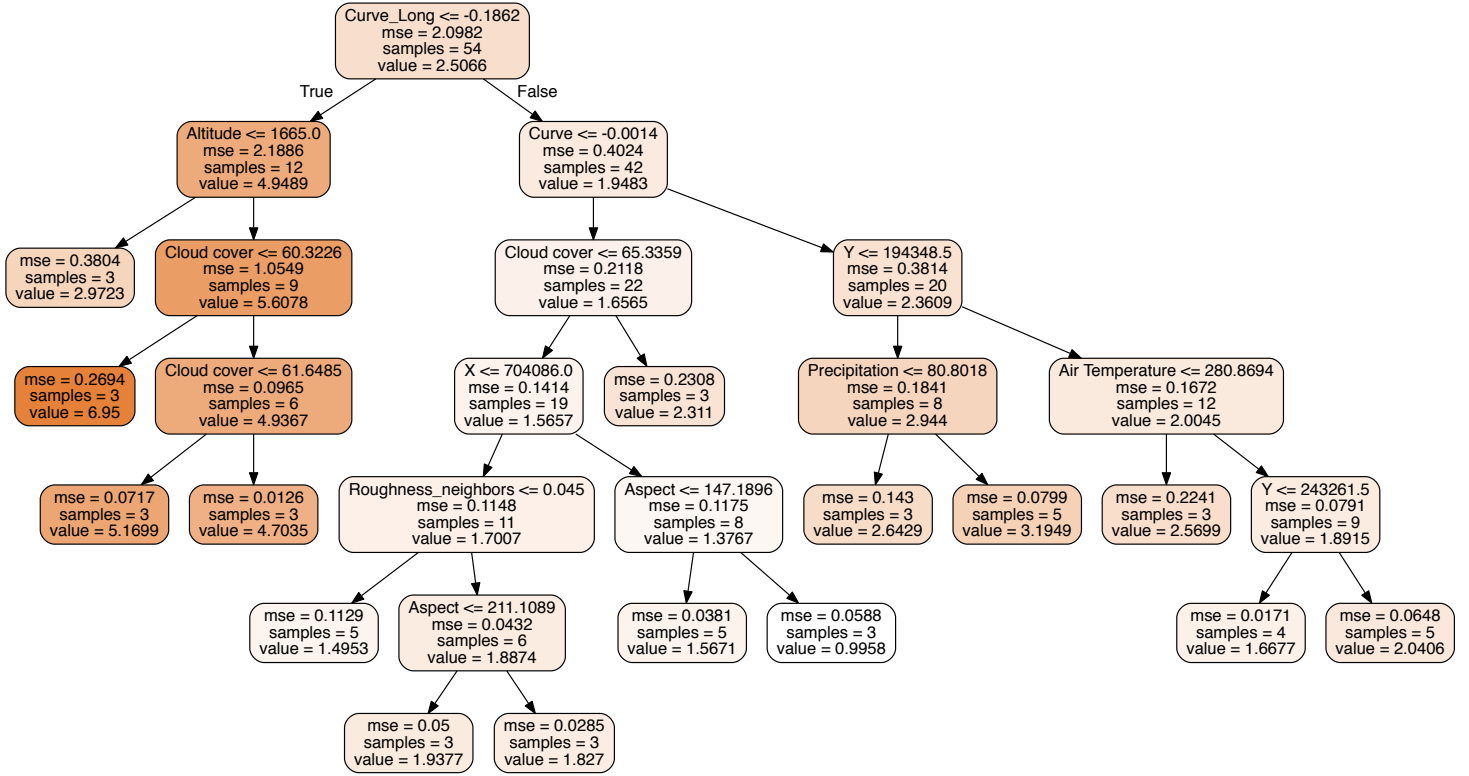 Curve_Long <= -0.1862
mse = 2.0982
samples = 54
value = 2.5066
True
False
Altitude <= 1665.0
mse = 2.1886
samples = 12
value = 4.9489
Curve <= -0.0014
mse = 0.4024
samples = 42
value = 1.9483
mse = 0.3804
samples = 3
value = 2.9723
Cloud cover <= 60.3226
mse = 1.0549
samples = 9
value = 5.6078
Cloud cover <= 65.3359
mse = 0.2118
samples = 22
value = 1.6565
Y <= 194348.5
mse = 0.3814
samples = 20
value = 2.3609
mse = 0.2694
samples = 3
value = 6.95
Cloud cover <= 61.6485
mse = 0.0965
samples = 6
value = 4.9367
X <= 704086.0
mse = 0.1414
samples = 19
value = 1.5657
mse = 0.2308
samples = 3
value = 2.311
Precipitation <= 80.8018
mse = 0.1841
samples = 8
value = 2.944
Air Temperature <= 280.8694
mse = 0.1672
samples = 12
value = 2.0045
mse = 0.0717
samples = 3
value = 5.1699
mse = 0.0126
samples = 3
value = 4.7035
Roughness_neighbors <= 0.045
mse = 0.1148
samples = 11
value = 1.7007
Aspect <= 147.1896
mse = 0.1175
samples = 8
value = 1.3767
mse = 0.143
samples = 3
value = 2.6429
mse = 0.0799
samples = 5
value = 3.1949
mse = 0.2241
samples = 3
value = 2.5699
Y <= 243261.5
mse = 0.0791
samples = 9
value = 1.8915
mse = 0.1129
samples = 5
value = 1.4953
Aspect <= 211.1089
mse = 0.0432
samples = 6
value = 1.8874
mse = 0.0381
samples = 5
value = 1.5671
mse = 0.0588
samples = 3
value = 0.9958
mse = 0.0171
samples = 4
value = 1.6677
mse = 0.0648
samples = 5
value = 2.0406
mse = 0.05
samples = 3
value = 1.9377
mse = 0.0285
samples = 3
value = 1.827